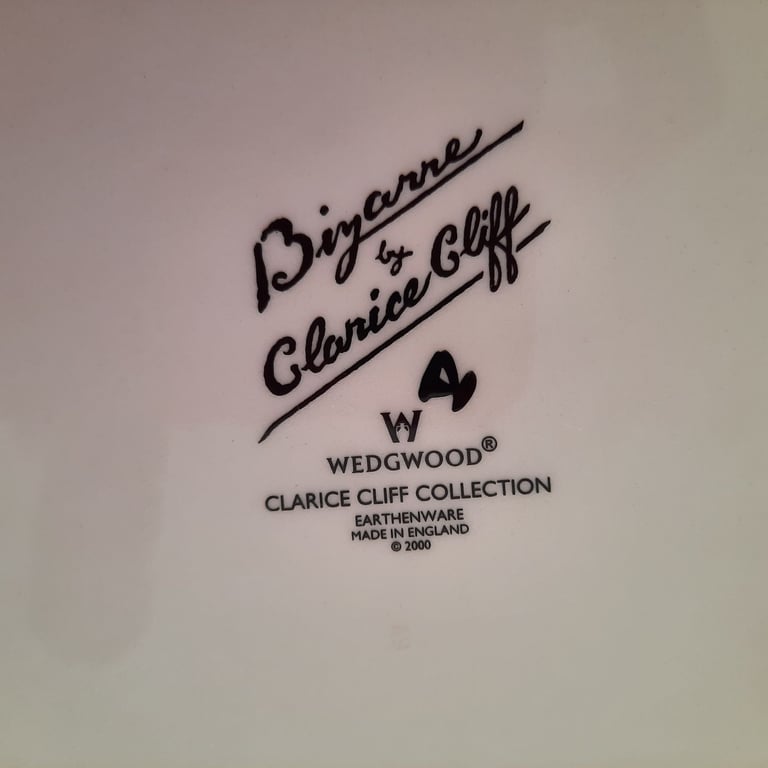 Bizarre
by
Clarice Cliff
W
WEDGWOOD®
CLARICE CLIFF COLLECTION
EARTHENWARE
MADE IN ENGLAND
© 2000